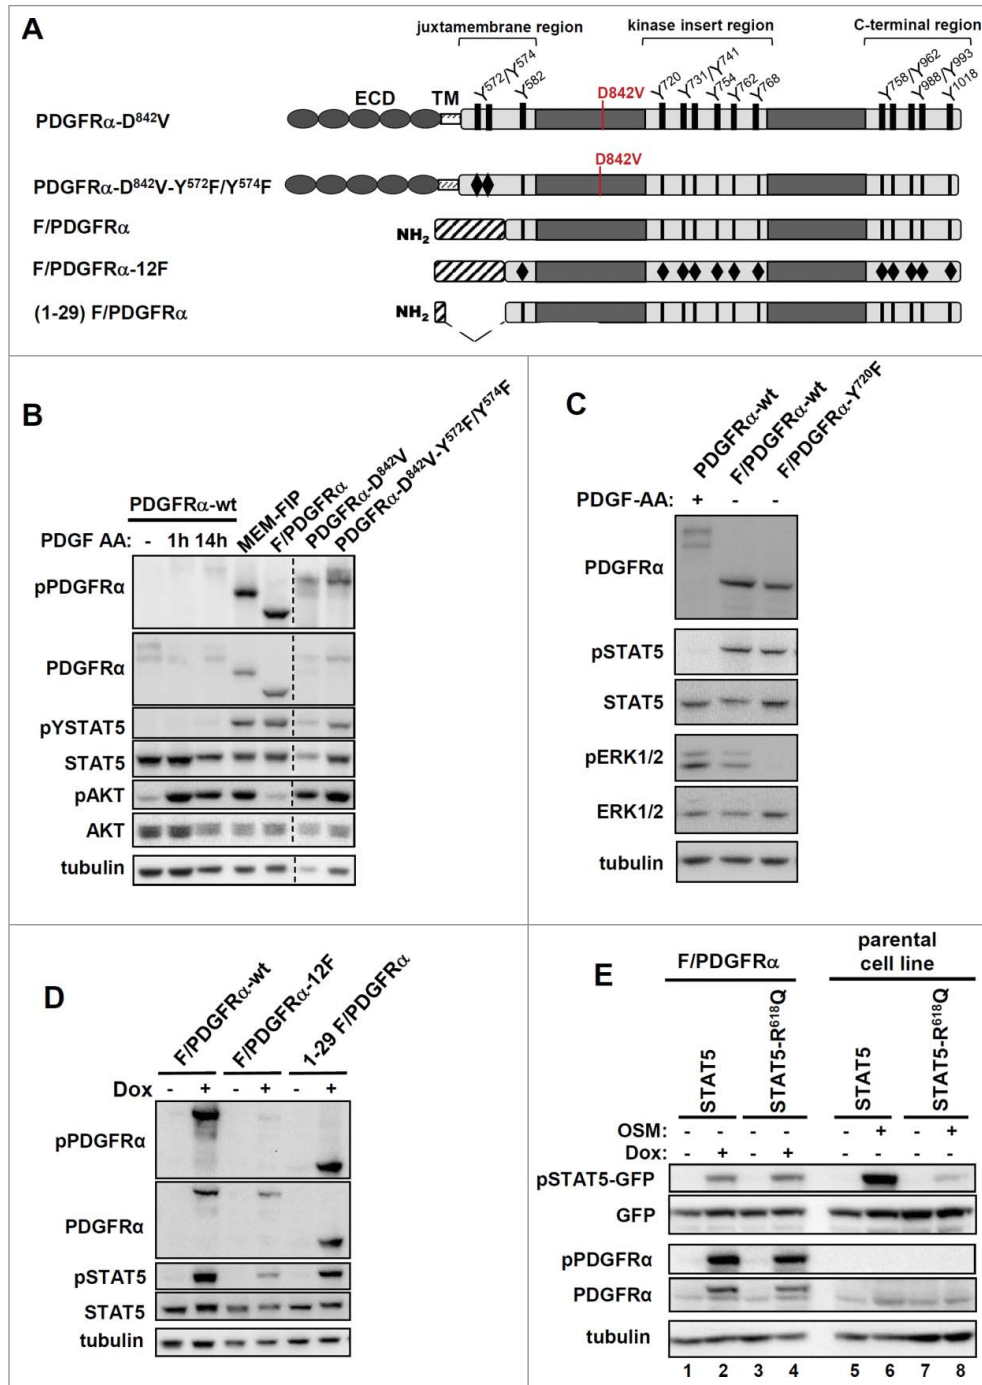 A
juxtamembrane region
kinase insert region
C-terminal region
Y572/Y574
Y582
Y720
Y731/Y741
Y754
Y762
Y768
Y758/Y962
Y988/Y993
Y1018
ECD
TM
D842V
PDGFRα-D842V
D842V
PDGFRα-D842V-Y572F/Y574F
F/PDGFRα
NH2
F/PDGFRα-12F
(1-29) F/PDGFRα
NH2
B
PDGFRα-wt
MEM-FIP
F/PDGFRα
PDGFRα-D842V
PDGFRα-D842V-Y572F/Y574F
PDGF AA: - 1h 14h
pPDGFRα
PDGFRα
pYSTAT5
STAT5
pAKT
AKT
tubulin
C
PDGFRα-wt
F/PDGFRα-wt
F/PDGFRα-Y720F
PDGF-AA: + - -
PDGFRα
pSTAT5
STAT5
pERK1/2
ERK1/2
tubulin
D
F/PDGFRα-wt
F/PDGFRα-12F
1-29 F/PDGFRα
Dox - + - + - +
pPDGFRα
PDGFRα
pSTAT5
STAT5
tubulin
E
F/PDGFRα
parental
cell line
STAT5
STAT5-R618Q
STAT5
STAT5-R618Q
OSM: - - - - - + - +
Dox: - + - + - - - -
pSTAT5-GFP
GFP
pPDGFRα
PDGFRα
tubulin
1 2 3 4 5 6 7 8